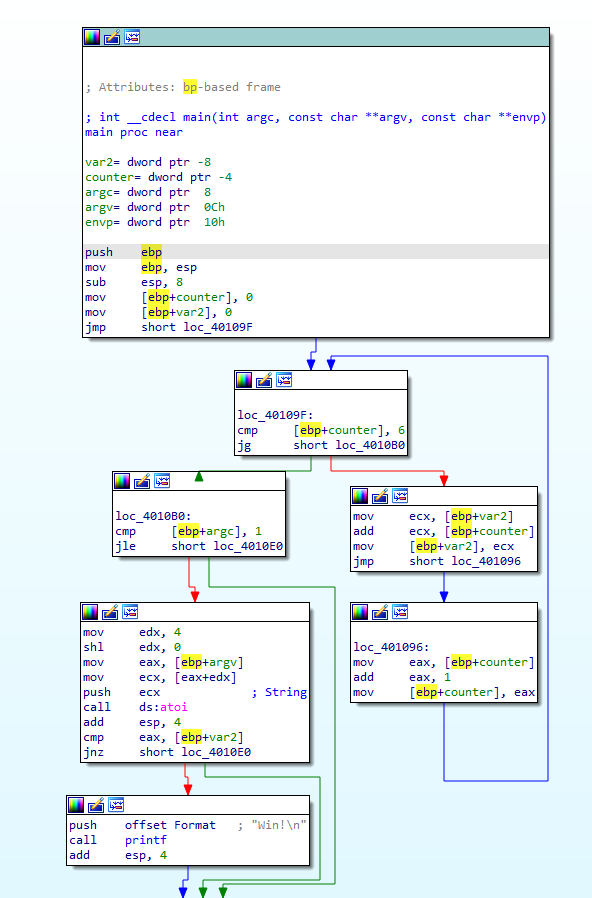 ; Attributes: bp-based frame
; int __cdecl main(int argc, const char **argv, const char **envp)
main proc near
var2= dword ptr -8
counter= dword ptr -4
argc= dword ptr  8
argv= dword ptr  0Ch
envp= dword ptr  10h
push    ebp
mov     ebp, esp
sub     esp, 8
mov     [ebp+counter], 0
mov     [ebp+var2], 0
jmp     short loc_40109F
loc_40109F:
cmp     [ebp+counter], 6
jg      short loc_4010B0
loc_4010B0:
cmp     [ebp+argc], 1
jle     short loc_4010E0
mov     ecx, [ebp+var2]
add     ecx, [ebp+counter]
mov     [ebp+var2], ecx
jmp     short loc_401096
mov     edx, 4
shl     edx, 0
mov     eax, [ebp+argv]
mov     ecx, [eax+edx]
push    ecx             ; String
call    ds:atoi
add     esp, 4
cmp     eax, [ebp+var2]
jnz     short loc_4010E0
loc_401096:
mov     eax, [ebp+counter]
add     eax, 1
mov     [ebp+counter], eax
push    offset Format   ; "Win!\n"
call    printf
add     esp, 4